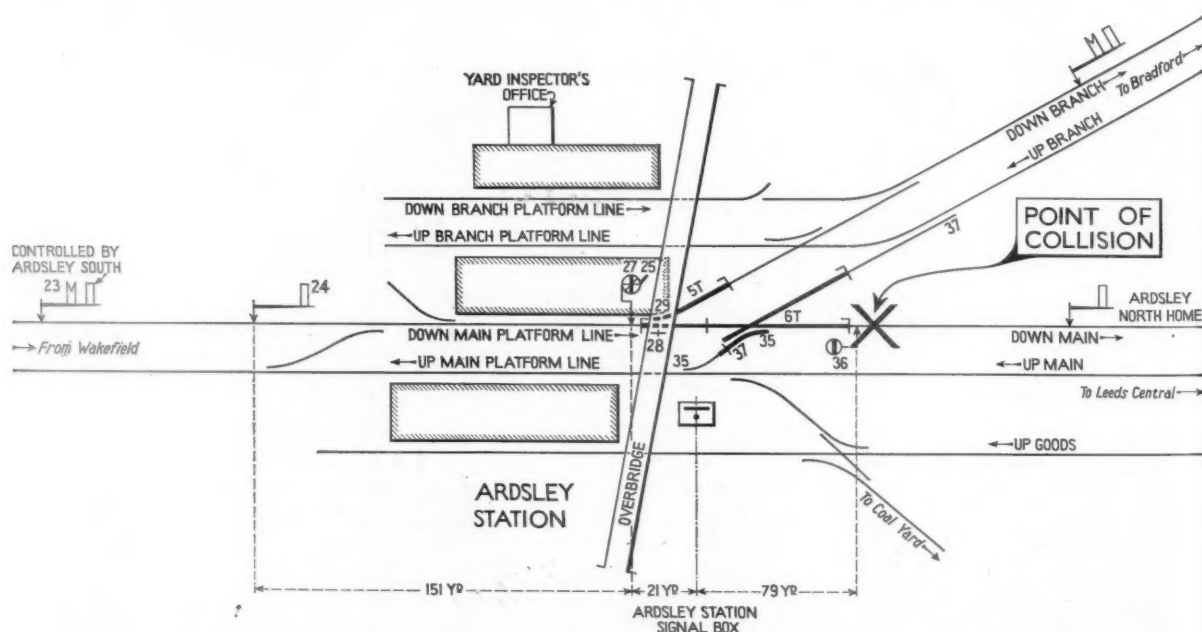 YARD INSPECTOR'S
OFFICE
M
To Bradford
DOWN BRANCH
UP BRANCH
DOWN BRANCH PLATFORM LINE
UP BRANCH PLATFORM LINE
37
POINT OF
COLLISION
CONTROLLED BY
ARDSLEY SOUTH
23 M
24
27 25
29
5T
6T
ARDSLEY
NORTH HOME
DOWN MAIN PLATFORM LINE
28
DOWN MAIN
From Wakefield
UP MAIN PLATFORM LINE
35
37
35
36
UP MAIN
To Leeds Central
UP GOODS
OVERBRIDGE
ARDSLEY
STATION
To Coal Yard
151 YD
21 YD
79 YD
ARDSLEY STATION
SIGNAL BOX